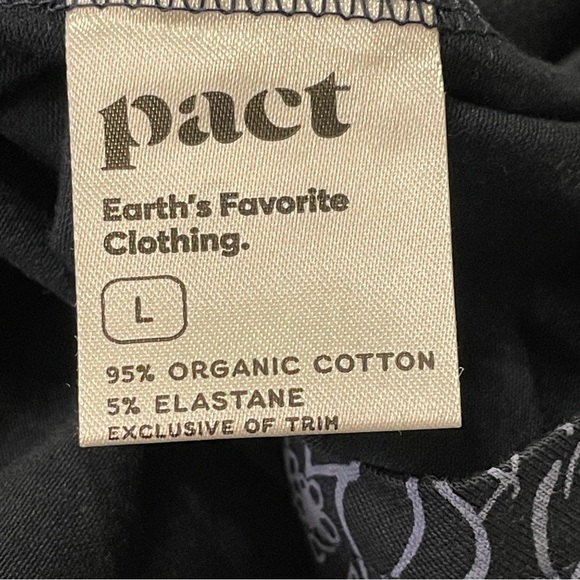 pact
Earth's Favorite
Clothing.
L
95% ORGANIC COTTON
5% ELASTANE
EXCLUSIVE OF TRIM